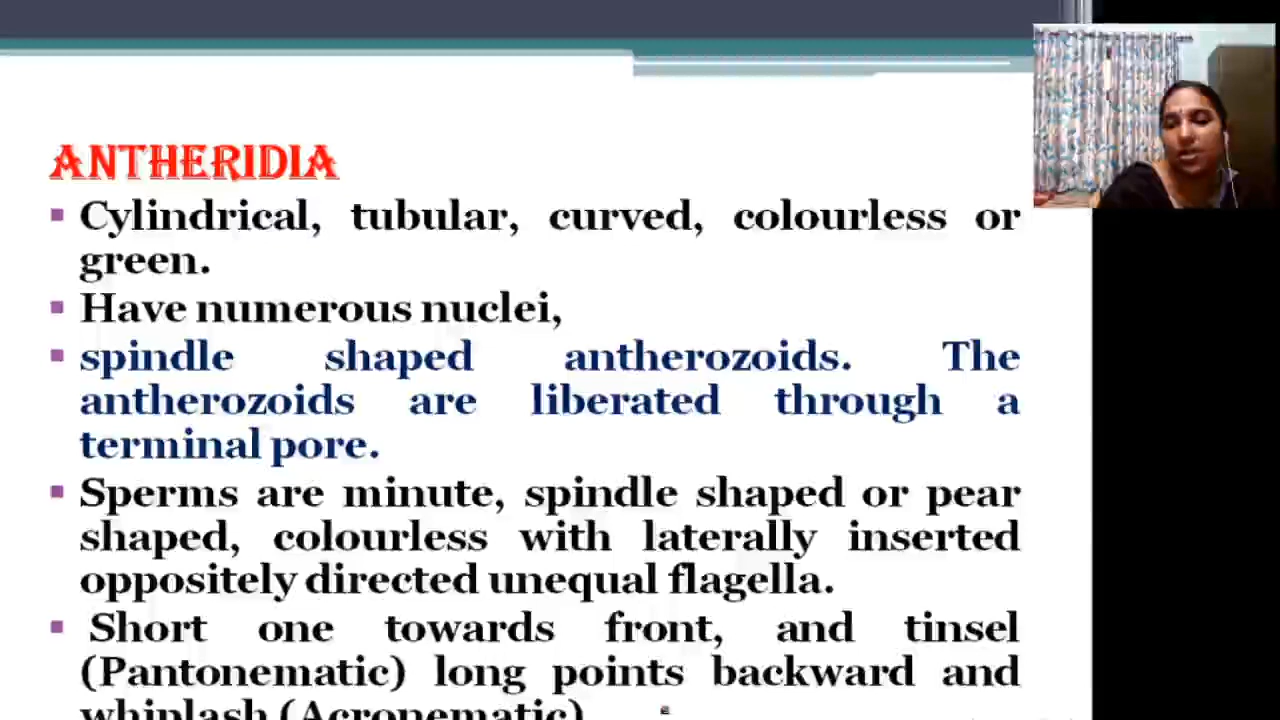 ANTHERIDIA
▪ Cylindrical, tubular, curved, colourless or
green.
▪ Have numerous nuclei,
▪ spindle shaped antherozoids. The
antherozoids are liberated through a
terminal pore.
▪ Sperms are minute, spindle shaped or pear
shaped, colourless with laterally inserted
oppositely directed unequal flagella.
▪ Short one towards front, and tinsel
(Pantonematic) long points backward and
whiplash (Acronematic)